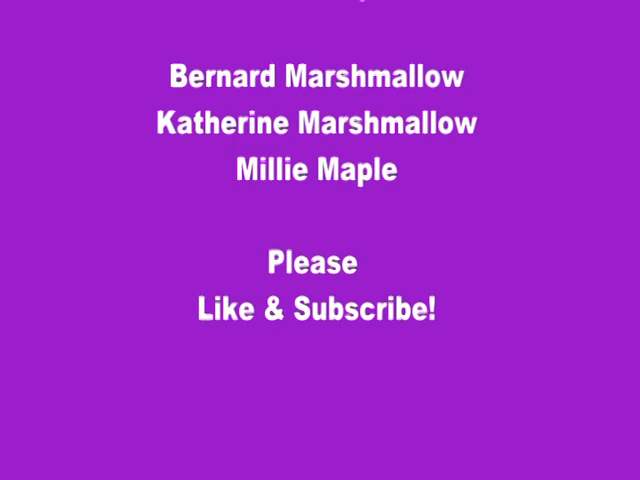 Bernard Marshmallow
Katherine Marshmallow
Millie Maple
Please
Like & Subscribe!